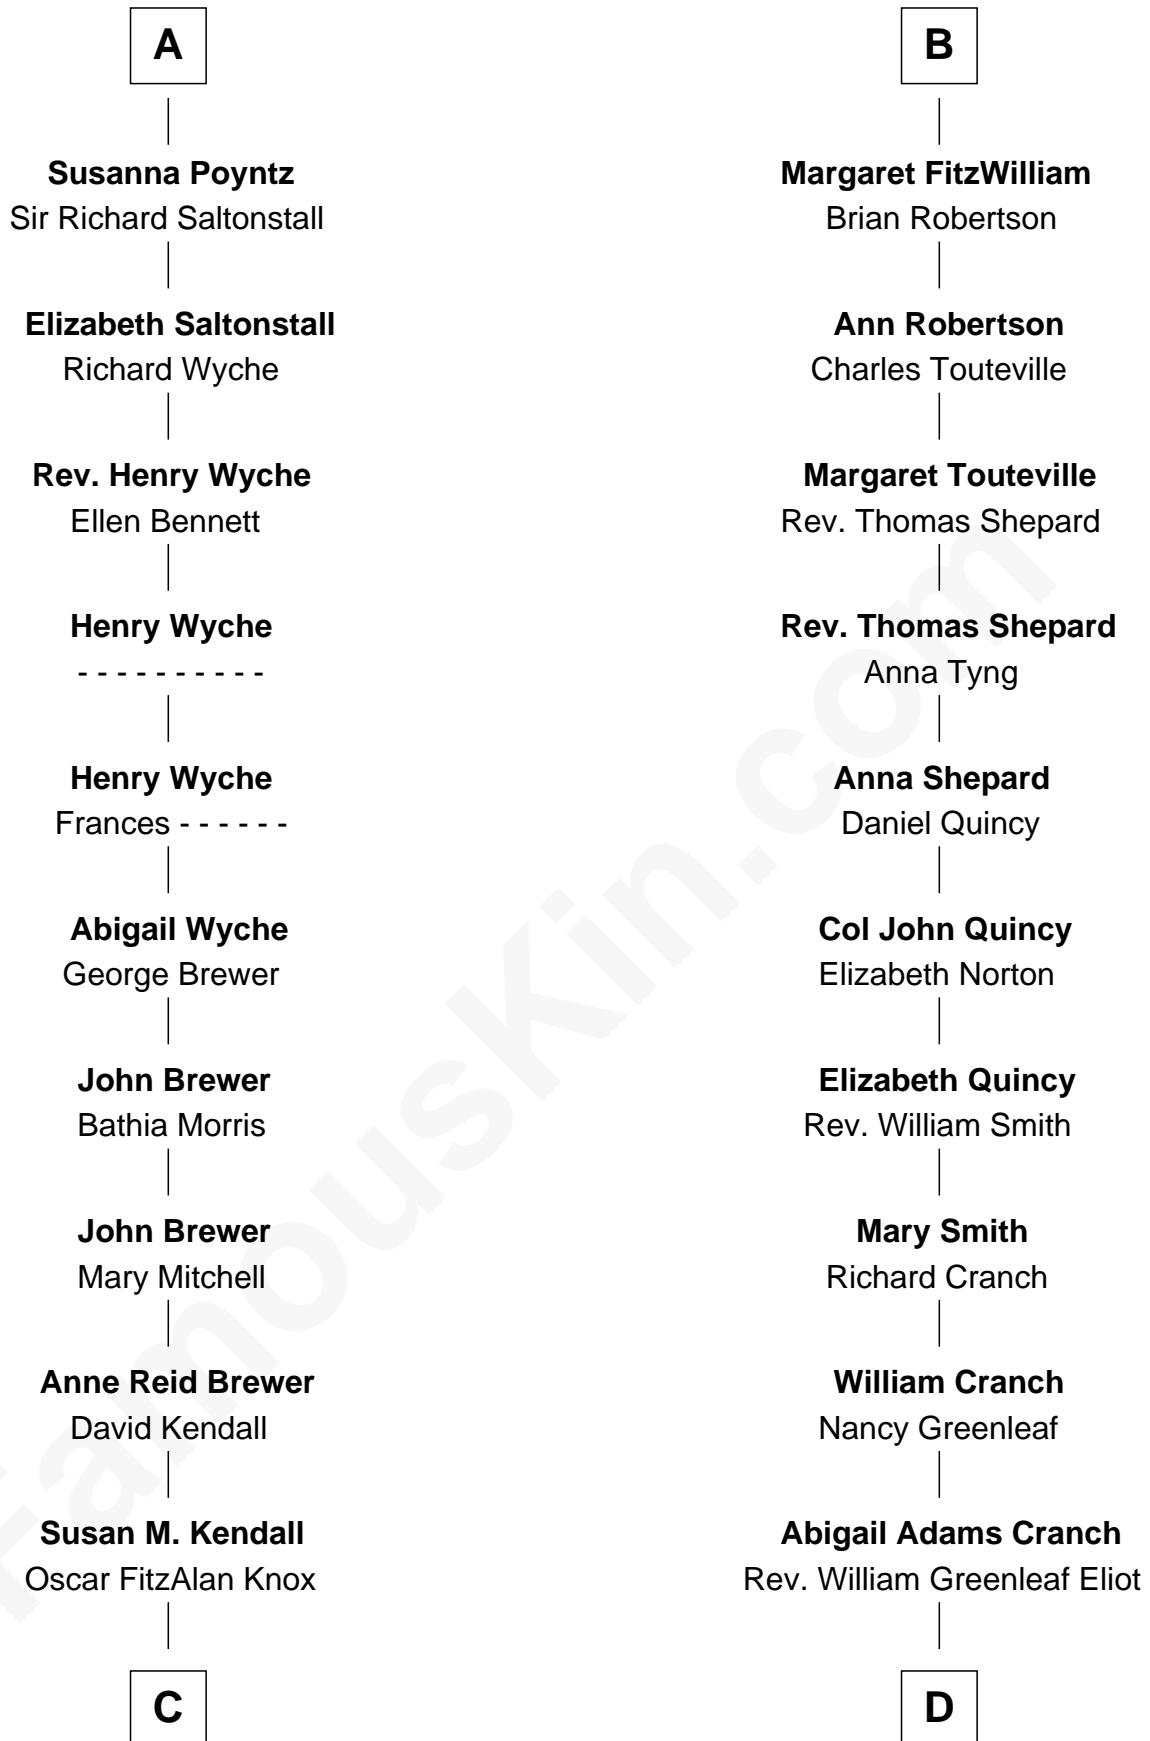 A
Susanna Poyntz
Sir Richard Saltonstall
Elizabeth Saltonstall
Richard Wyche
Rev. Henry Wyche
Ellen Bennett
Henry Wyche
- - - - - - - - - -
Henry Wyche
Frances - - - - - -
Abigail Wyche
George Brewer
John Brewer
Bathia Morris
John Brewer
Mary Mitchell
Anne Reid Brewer
David Kendall
Susan M. Kendall
Oscar FitzAlan Knox
C
B
Margaret FitzWilliam
Brian Robertson
Ann Robertson
Charles Touteville
Margaret Touteville
Rev. Thomas Shepard
Rev. Thomas Shepard
Anna Tyng
Anna Shepard
Daniel Quincy
Col John Quincy
Elizabeth Norton
Elizabeth Quincy
Rev. William Smith
Mary Smith
Richard Cranch
William Cranch
Nancy Greenleaf
Abigail Adams Cranch
Rev. William Greenleaf Eliot
D
FamousKin.com